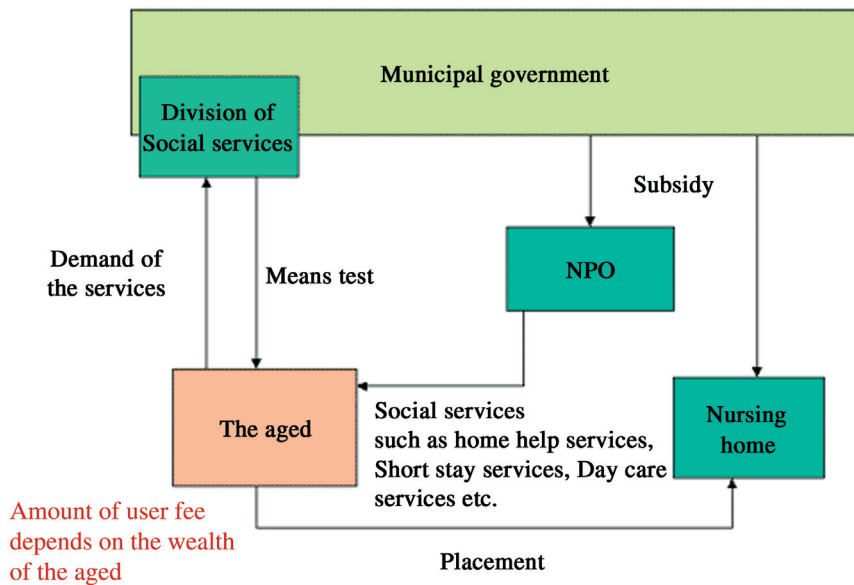 Municipal government
Division of
Social services
Subsidy
Demand of
the services
Means test
NPO
The aged
Social services
such as home help services,
Short stay services, Day care
services etc.
Nursing
home
Amount of user fee
depends on the wealth
of the aged
Placement